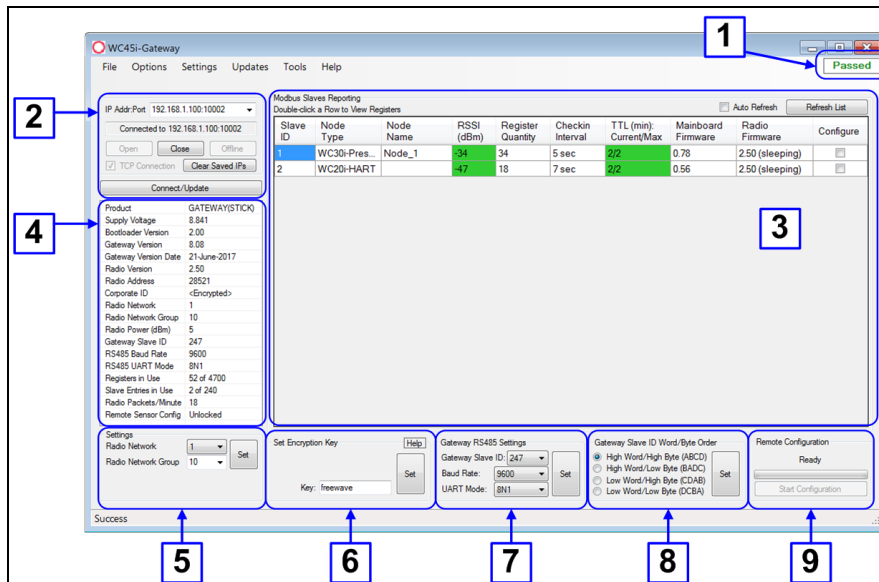 1
WC45i-Gateway
File Options Settings Updates Tools Help
Passed
2
IP Addr:Port 192.168.1.100:10002
Connected to 192.168.1.100:10002
Open Close Offline
TCP Connection Clear Saved IPs
Connect/Update
Modbus Slaves Reporting
Double-click a Row to View Registers
Auto Refresh Refresh List
Slave ID Node Type Node Name RSSI (dBm) Register Quantity Checkin Interval TTL (min): Current/Max Mainboard Firmware Radio Firmware Configure
1 WC30i-Pres... Node_1 -34 34 5 sec 2/2 0.78 2.50 (sleeping)
2 WC20i-HART -47 18 7 sec 2/2 0.56 2.50 (sleeping)
3
4
Product GATEWAY(STICK)
Supply Voltage 8.841
Bootloader Version 2.00
Gateway Version 8.08
Gateway Version Date 21-June-2017
Radio Version 2.50
Radio Address 28521
Corporate ID <Encrypted>
Radio Network 1
Radio Network Group 10
Radio Power (dBm) 5
Gateway Slave ID 247
RS485 Baud Rate 9600
RS485 UART Mode 8N1
Registers in Use 52 of 4700
Slave Entries in Use 2 of 240
Radio Packets/Minute 18
Remote Sensor Config Unlocked
Settings
Radio Network 1
Radio Network Group 10
Set
Set Encryption Key Help
Key: freewave
Set
Gateway RS485 Settings
Gateway Slave ID: 247
Baud Rate: 9600
UART Mode: 8N1
Set
Gateway Slave ID Word/Byte Order
High Word/High Byte (ABCD)
High Word/Low Byte (BADC)
Low Word/High Byte (CDAB)
Low Word/Low Byte (DCBA)
Set
Remote Configuration
Ready
Start Configuration
Success
5 6 7 8 9